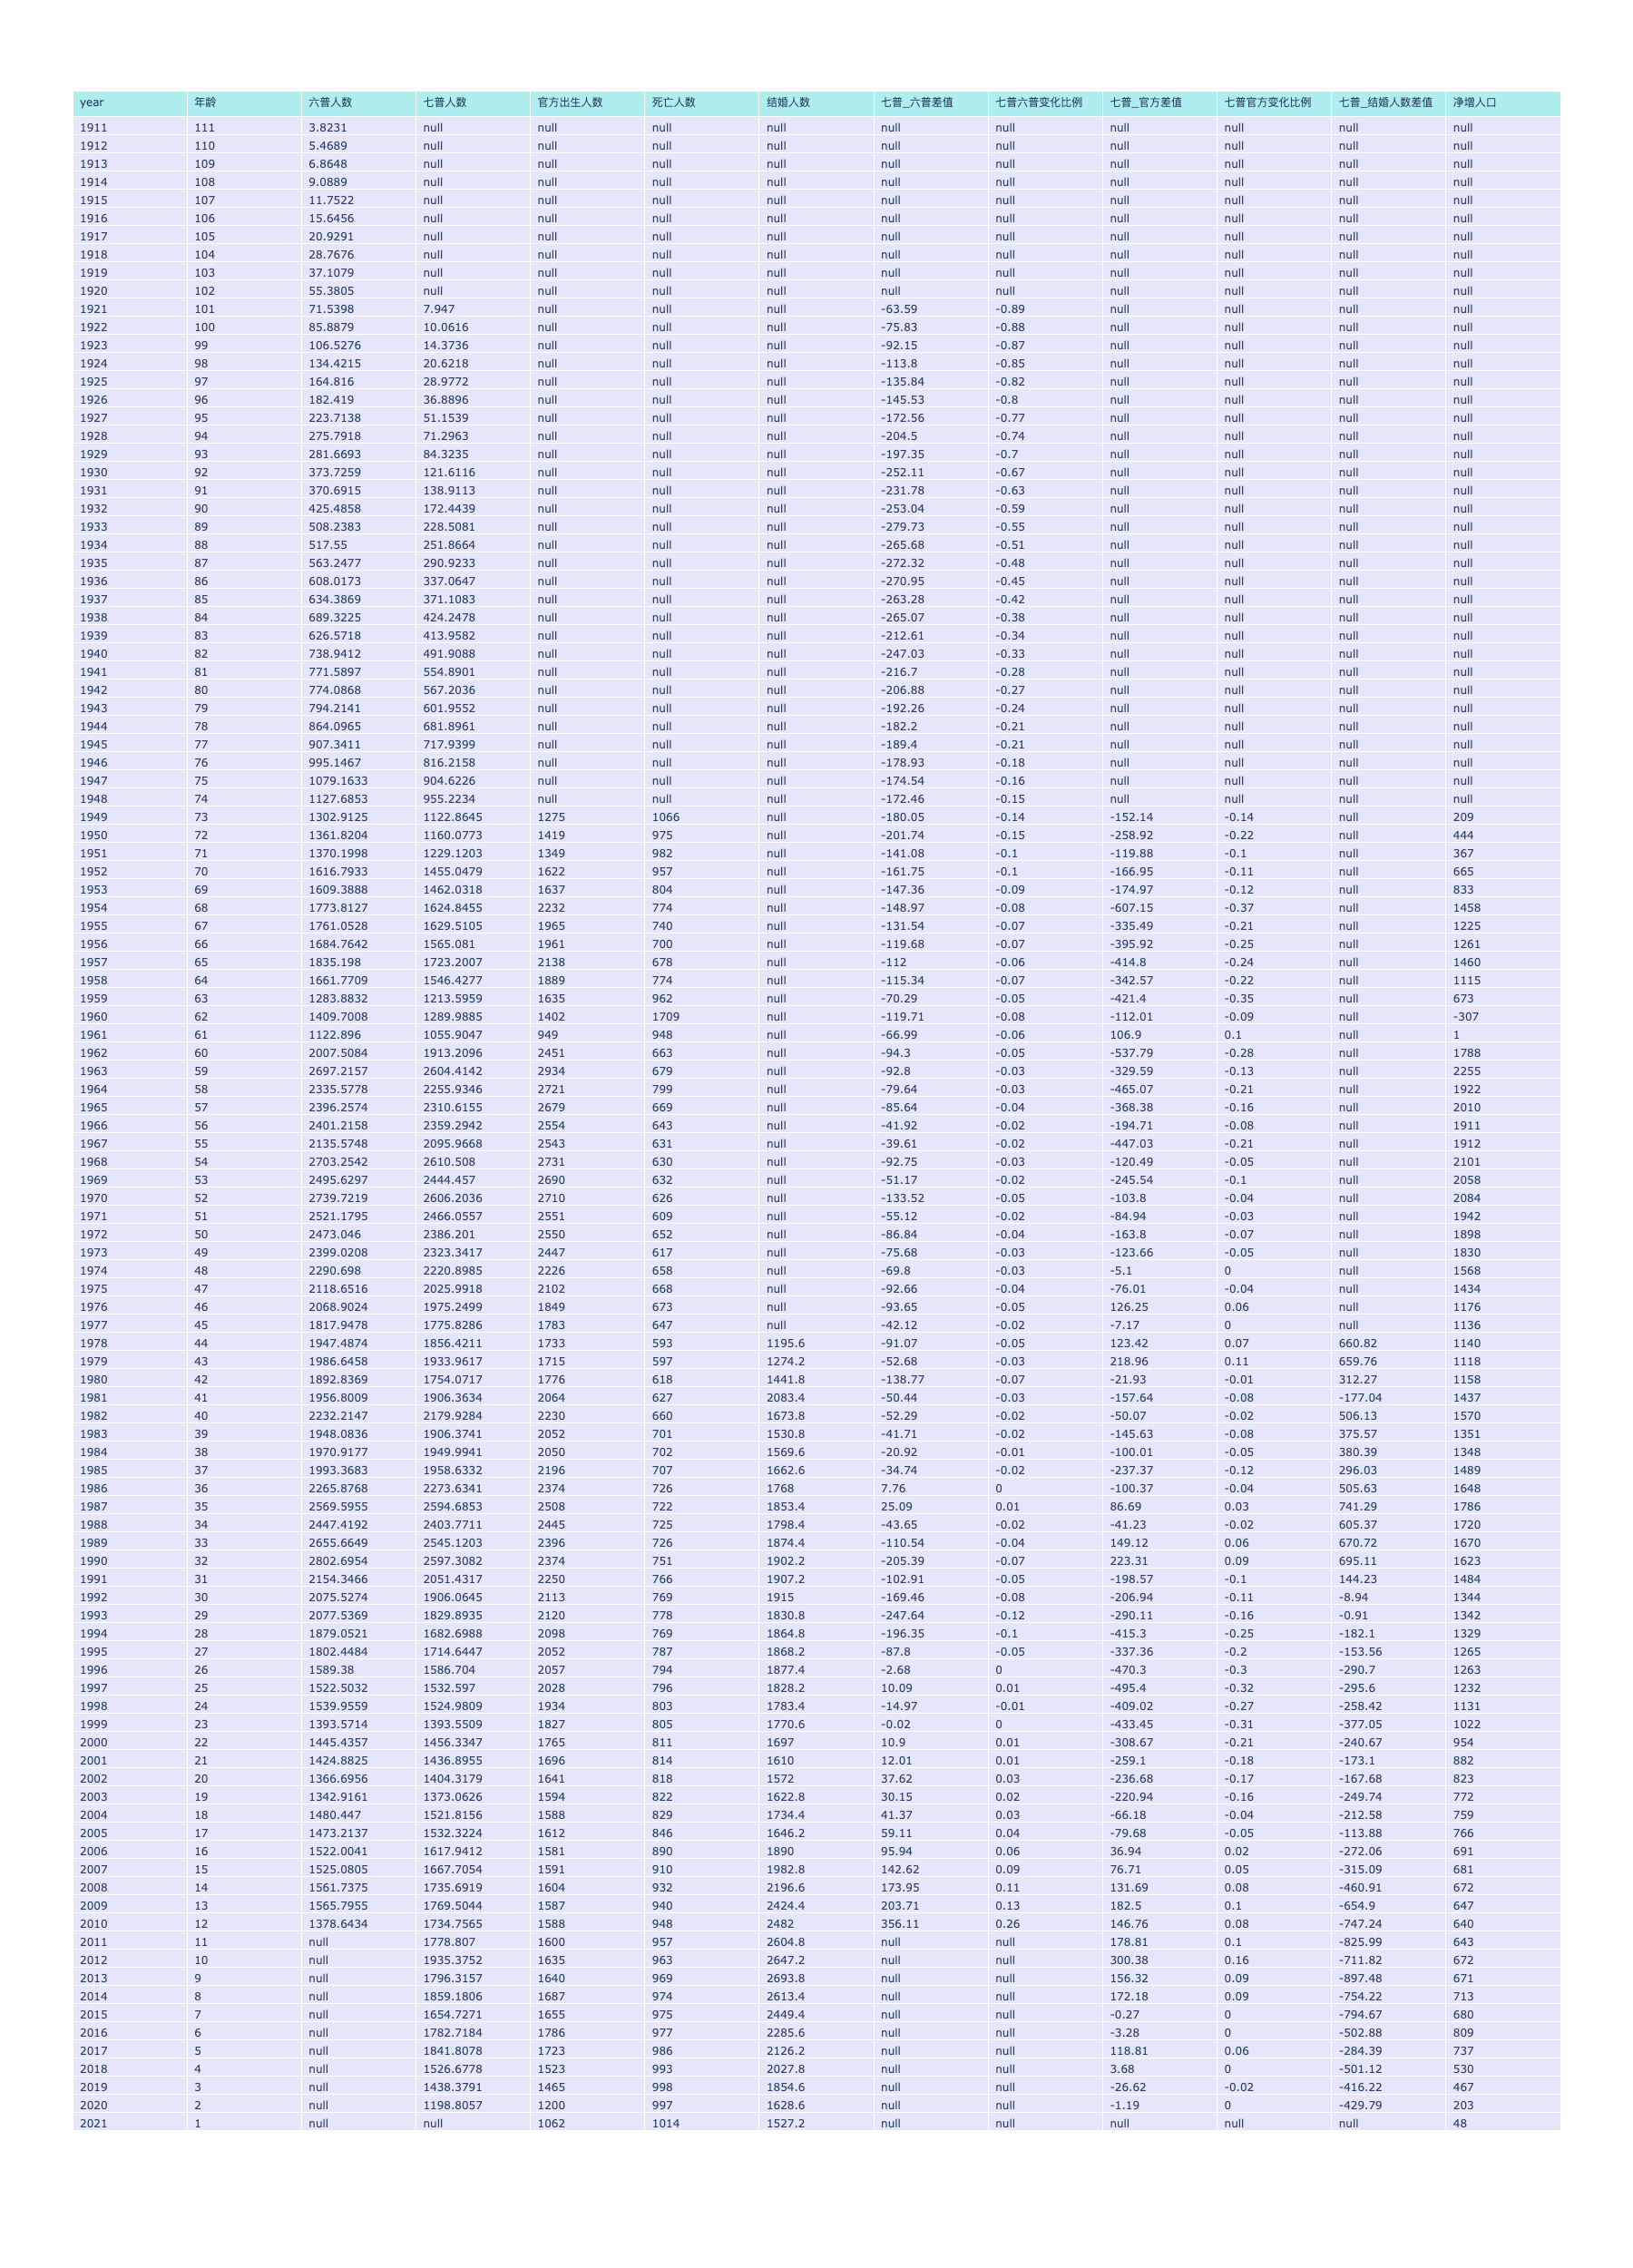 year 年龄 六普人数 七普人数 官方出生人数 死亡人数 结婚人数 七普_六普差值 七普六普变化比例 七普_官方差值 七普官方变化比例 七普_结婚人数差值 净增人口
1911 111 3.8231 null null null null null null null null null null
1912 110 5.4689 null null null null null null null null null null
1913 109 6.8648 null null null null null null null null null null
1914 108 9.0889 null null null null null null null null null null
1915 107 11.7522 null null null null null null null null null null
1916 106 15.6456 null null null null null null null null null null
1917 105 20.9291 null null null null null null null null null null
1918 104 28.7676 null null null null null null null null null null
1919 103 37.1079 null null null null null null null null null null
1920 102 55.3805 null null null null null null null null null null
1921 101 71.5398 7.947 null null null -63.59 -0.89 null null null null
1922 100 85.8879 10.0616 null null null -75.83 -0.88 null null null null
1923 99 106.5276 14.3736 null null null -92.15 -0.87 null null null null
1924 98 134.4215 20.6218 null null null -113.8 -0.85 null null null null
1925 97 164.816 28.9772 null null null -135.84 -0.82 null null null null
1926 96 182.419 36.8896 null null null -145.53 -0.8 null null null null
1927 95 223.7138 51.1539 null null null -172.56 -0.77 null null null null
1928 94 275.7918 71.2963 null null null -204.5 -0.74 null null null null
1929 93 281.6693 84.3235 null null null -197.35 -0.7 null null null null
1930 92 373.7259 121.6116 null null null -252.11 -0.67 null null null null
1931 91 370.6915 138.9113 null null null -231.78 -0.63 null null null null
1932 90 425.4858 172.4439 null null null -253.04 -0.59 null null null null
1933 89 508.2383 228.5081 null null null -279.73 -0.55 null null null null
1934 88 517.55 251.8664 null null null -265.68 -0.51 null null null null
1935 87 563.2477 290.9233 null null null -272.32 -0.48 null null null null
1936 86 608.0173 337.0647 null null null -270.95 -0.45 null null null null
1937 85 634.3869 371.1083 null null null -263.28 -0.42 null null null null
1938 84 689.3225 424.2478 null null null -265.07 -0.38 null null null null
1939 83 626.5718 413.9582 null null null -212.61 -0.34 null null null null
1940 82 738.9412 491.9088 null null null -247.03 -0.33 null null null null
1941 81 771.5897 554.8901 null null null -216.7 -0.28 null null null null
1942 80 774.0868 567.2036 null null null -206.88 -0.27 null null null null
1943 79 794.2141 601.9552 null null null -192.26 -0.24 null null null null
1944 78 864.0965 681.8961 null null null -182.2 -0.21 null null null null
1945 77 907.3411 717.9399 null null null -189.4 -0.21 null null null null
1946 76 995.1467 816.2158 null null null -178.93 -0.18 null null null null
1947 75 1079.1633 904.6226 null null null -174.54 -0.16 null null null null
1948 74 1127.6853 955.2234 null null null -172.46 -0.15 null null null null
1949 73 1302.9125 1122.8645 1275 1066 null -180.05 -0.14 -152.14 -0.14 null 209
1950 72 1361.8204 1160.0773 1419 975 null -201.74 -0.15 -258.92 -0.22 null 444
1951 71 1370.1998 1229.1203 1349 982 null -141.08 -0.1 -119.88 -0.1 null 367
1952 70 1616.7933 1455.0479 1622 957 null -161.75 -0.1 -166.95 -0.11 null 665
1953 69 1609.3888 1462.0318 1637 804 null -147.36 -0.09 -174.97 -0.12 null 833
1954 68 1773.8127 1624.8455 2232 774 null -148.97 -0.08 -607.15 -0.37 null 1458
1955 67 1761.0528 1629.5105 1965 740 null -131.54 -0.07 -335.49 -0.21 null 1225
1956 66 1684.7642 1565.081 1961 700 null -119.68 -0.07 -395.92 -0.25 null 1261
1957 65 1835.198 1723.2007 2138 678 null -112 -0.06 -414.8 -0.24 null 1460
1958 64 1661.7709 1546.4277 1889 774 null -115.34 -0.07 -342.57 -0.22 null 1115
1959 63 1283.8832 1213.5959 1635 962 null -70.29 -0.05 -421.4 -0.35 null 673
1960 62 1409.7008 1289.9885 1402 1709 null -119.71 -0.08 -112.01 -0.09 null -307
1961 61 1122.896 1055.9047 949 948 null -66.99 -0.06 106.9 0.1 null 1
1962 60 2007.5084 1913.2096 2451 663 null -94.3 -0.05 -537.79 -0.28 null 1788
1963 59 2697.2157 2604.4142 2934 679 null -92.8 -0.03 -329.59 -0.13 null 2255
1964 58 2335.5778 2255.9346 2721 799 null -79.64 -0.03 -465.07 -0.21 null 1922
1965 57 2396.2574 2310.6155 2679 669 null -85.64 -0.04 -368.38 -0.16 null 2010
1966 56 2401.2158 2359.2942 2554 643 null -41.92 -0.02 -194.71 -0.08 null 1911
1967 55 2135.5748 2095.9668 2543 631 null -39.61 -0.02 -447.03 -0.21 null 1912
1968 54 2703.2542 2610.508 2731 630 null -92.75 -0.03 -120.49 -0.05 null 2101
1969 53 2495.6297 2444.457 2690 632 null -51.17 -0.02 -245.54 -0.1 null 2058
1970 52 2739.7219 2606.2036 2710 626 null -133.52 -0.05 -103.8 -0.04 null 2084
1971 51 2521.1795 2466.0557 2551 609 null -55.12 -0.02 -84.94 -0.03 null 1942
1972 50 2473.046 2386.201 2550 652 null -86.84 -0.04 -163.8 -0.07 null 1898
1973 49 2399.0208 2323.3417 2447 617 null -75.68 -0.03 -123.66 -0.05 null 1830
1974 48 2290.698 2220.8985 2226 658 null -69.8 -0.03 -5.1 0 null 1568
1975 47 2118.6516 2025.9918 2102 668 null -92.66 -0.04 -76.01 -0.04 null 1434
1976 46 2068.9024 1975.2499 1849 673 null -93.65 -0.05 126.25 0.06 null 1176
1977 45 1817.9478 1775.8286 1783 647 null -42.12 -0.02 -7.17 0 null 1136
1978 44 1947.4874 1856.4211 1733 593 1195.6 -91.07 -0.05 123.42 0.07 660.82 1140
1979 43 1986.6458 1933.9617 1715 597 1274.2 -52.68 -0.03 218.96 0.11 659.76 1118
1980 42 1892.8369 1754.0717 1776 618 1441.8 -138.77 -0.07 -21.93 -0.01 312.27 1158
1981 41 1956.8009 1906.3634 2064 627 2083.4 -50.44 -0.03 -157.64 -0.08 -177.04 1437
1982 40 2232.2147 2179.9284 2230 660 1673.8 -52.29 -0.02 -50.07 -0.02 506.13 1570
1983 39 1948.0836 1906.3741 2052 701 1530.8 -41.71 -0.02 -145.63 -0.08 375.57 1351
1984 38 1970.9177 1949.9941 2050 702 1569.6 -20.92 -0.01 -100.01 -0.05 380.39 1348
1985 37 1993.3683 1958.6332 2196 707 1662.6 -34.74 -0.02 -237.37 -0.12 296.03 1489
1986 36 2265.8768 2273.6341 2374 726 1768 7.76 0 -100.37 -0.04 505.63 1648
1987 35 2569.5955 2594.6853 2508 722 1853.4 25.09 0.01 86.69 0.03 741.29 1786
1988 34 2447.4192 2403.7711 2445 725 1798.4 -43.65 -0.02 -41.23 -0.02 605.37 1720
1989 33 2655.6649 2545.1203 2396 726 1874.4 -110.54 -0.04 149.12 0.06 670.72 1670
1990 32 2802.6954 2597.3082 2374 751 1902.2 -205.39 -0.07 223.31 0.09 695.11 1623
1991 31 2154.3466 2051.4317 2250 766 1907.2 -102.91 -0.05 -198.57 -0.1 144.23 1484
1992 30 2075.5274 1906.0645 2113 769 1915 -169.46 -0.08 -206.94 -0.11 -8.94 1344
1993 29 2077.5369 1829.8935 2120 778 1830.8 -247.64 -0.12 -290.11 -0.16 -0.91 1342
1994 28 1879.0521 1682.6988 2098 769 1864.8 -196.35 -0.1 -415.3 -0.25 -182.1 1329
1995 27 1802.4484 1714.6447 2052 787 1868.2 -87.8 -0.05 -337.36 -0.2 -153.56 1265
1996 26 1589.38 1586.704 2057 794 1877.4 -2.68 0 -470.3 -0.3 -290.7 1263
1997 25 1522.5032 1532.597 2028 796 1828.2 10.09 0.01 -495.4 -0.32 -295.6 1232
1998 24 1539.9559 1524.9809 1934 803 1783.4 -14.97 -0.01 -409.02 -0.27 -258.42 1131
1999 23 1393.5714 1393.5509 1827 805 1770.6 -0.02 0 -433.45 -0.31 -377.05 1022
2000 22 1445.4357 1456.3347 1765 811 1697 10.9 0.01 -308.67 -0.21 -240.67 954
2001 21 1424.8825 1436.8955 1696 814 1610 12.01 0.01 -259.1 -0.18 -173.1 882
2002 20 1366.6956 1404.3179 1641 818 1572 37.62 0.03 -236.68 -0.17 -167.68 823
2003 19 1342.9161 1373.0626 1594 822 1622.8 30.15 0.02 -220.94 -0.16 -249.74 772
2004 18 1480.447 1521.8156 1588 829 1734.4 41.37 0.03 -66.18 -0.04 -212.58 759
2005 17 1473.2137 1532.3224 1612 846 1646.2 59.11 0.04 -79.68 -0.05 -113.88 766
2006 16 1522.0041 1617.9412 1581 890 1890 95.94 0.06 36.94 0.02 -272.06 691
2007 15 1525.0805 1667.7054 1591 910 1982.8 142.62 0.09 76.71 0.05 -315.09 681
2008 14 1561.7375 1735.6919 1604 932 2196.6 173.95 0.11 131.69 0.08 -460.91 672
2009 13 1565.7955 1769.5044 1587 940 2424.4 203.71 0.13 182.5 0.1 -654.9 647
2010 12 1378.6434 1734.7565 1588 948 2482 356.11 0.26 146.76 0.08 -747.24 640
2011 11 null 1778.807 1600 957 2604.8 null null 178.81 0.1 -825.99 643
2012 10 null 1935.3752 1635 963 2647.2 null null 300.38 0.16 -711.82 672
2013 9 null 1796.3157 1640 969 2693.8 null null 156.32 0.09 -897.48 671
2014 8 null 1859.1806 1687 974 2613.4 null null 172.18 0.09 -754.22 713
2015 7 null 1654.7271 1655 975 2449.4 null null -0.27 0 -794.67 680
2016 6 null 1782.7184 1786 977 2285.6 null null -3.28 0 -502.88 809
2017 5 null 1841.8078 1723 986 2126.2 null null 118.81 0.06 -284.39 737
2018 4 null 1526.6778 1523 993 2027.8 null null 3.68 0 -501.12 530
2019 3 null 1438.3791 1465 998 1854.6 null null -26.62 -0.02 -416.22 467
2020 2 null 1198.8057 1200 997 1628.6 null null -1.19 0 -429.79 203
2021 1 null null 1062 1014 1527.2 null null null null null 48